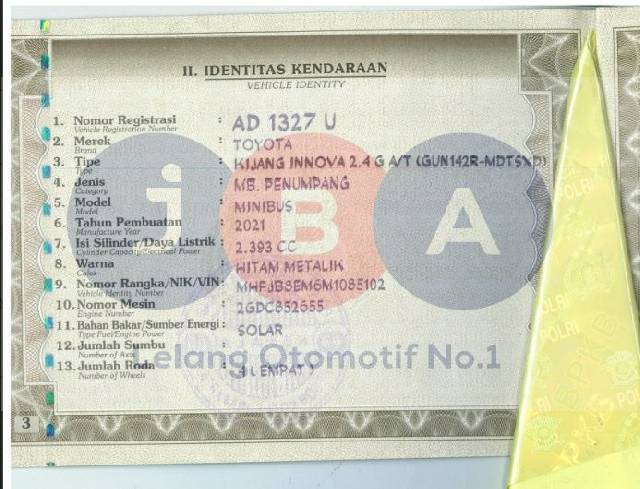 II. IDENTITAS KENDARAAN
VEHICLE IDENTITY
1. Nomor Registrasi : AD 1327 U
Vehicle Registration Number
2. Merek : TOYOTA
Brand
3. Tipe : KIJANG INNOVA 2.4 G A/T (GUN142R-MDTSXD)
Type
4. Jenis : MB. PENUMPANG
Category
5. Model : MINIBUS
Model
6. Tahun Pembuatan : 2021
Manufacture Year
7. Isi Silinder/Daya Listrik : 2.393 CC
Cylinder Capacity/Electrical Power
8. Warna : HITAM METALIK
Color
9. Nomor Rangka/NIK/VIN : MHFJB8EM6M1085102
Vehicle Identity Number
10. Nomor Mesin : 2GDC852655
Engine Number
11. Bahan Bakar/Sumber Energi : SOLAR
Type Fuel/Engine Power
12. Jumlah Sumbu
Number of Axis
13. Jumlah Roda : 4 (EMPAT)
Number of Wheels
iBA
Lelang Otomotif No.1
3